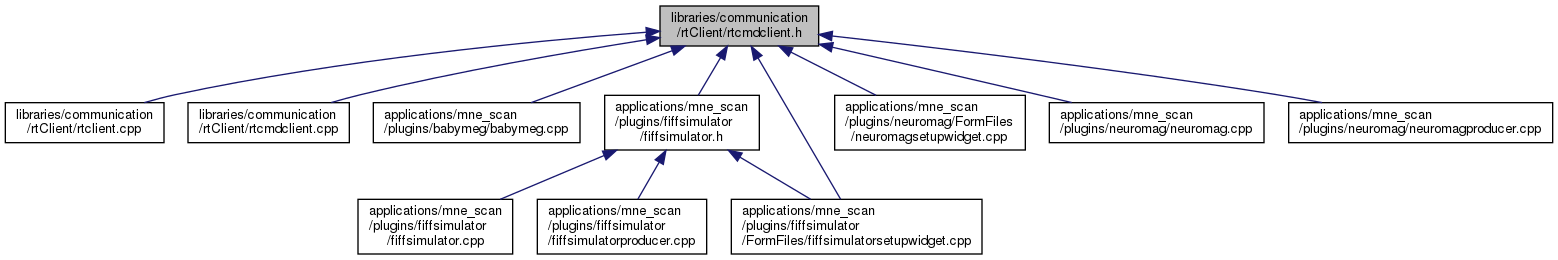 libraries/communication
/rtClient/rtcmdclient.h
libraries/communication
/rtClient/rtclient.cpp
libraries/communication
/rtClient/rtcmdclient.cpp
applications/mne_scan
/plugins/babymeg/babymeg.cpp
applications/mne_scan
/plugins/fiffsimulator
/fiffsimulator.h
applications/mne_scan
/plugins/neuromag/FormFiles
/neuromagsetupwidget.cpp
applications/mne_scan
/plugins/neuromag/neuromag.cpp
applications/mne_scan
/plugins/neuromag/neuromagproducer.cpp
applications/mne_scan
/plugins/fiffsimulator
/fiffsimulator.cpp
applications/mne_scan
/plugins/fiffsimulator
/fiffsimulatorproducer.cpp
applications/mne_scan
/plugins/fiffsimulator
/FormFiles/fiffsimulatorsetupwidget.cpp